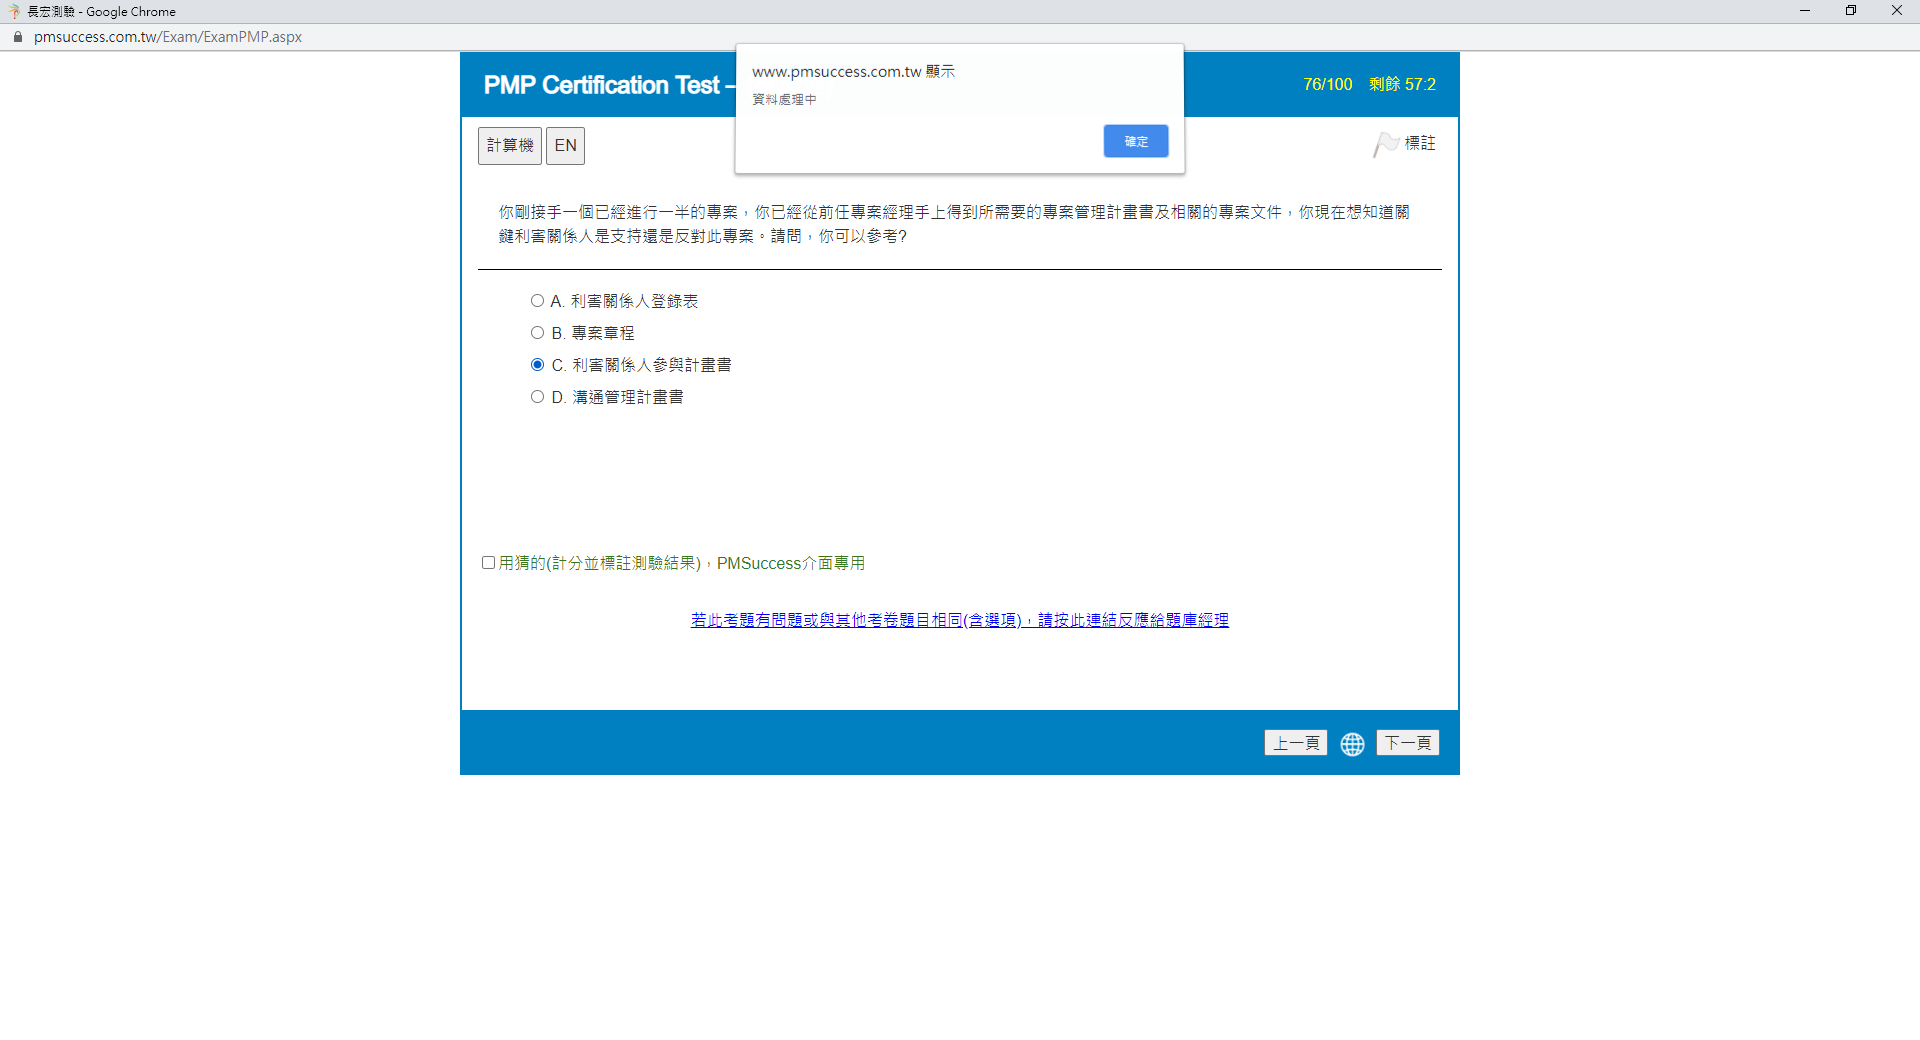 長宏測驗 - Google Chrome
pmsuccess.com.tw/Exam/ExamPMP.aspx
www.pmsuccess.com.tw 顯示
資料處理中
確定
PMP Certification Test –
76/100 剩餘 57:2
計算機 EN
標註
你剛接手一個已經進行一半的專案，你已經從前任專案經理手上得到所需要的專案管理計畫書及相關的專案文件，你現在想知道關
鍵利害關係人是支持還是反對此專案。請問，你可以參考?
A. 利害關係人登錄表
B. 專案章程
C. 利害關係人參與計畫書
D. 溝通管理計畫書
用猜的(計分並標註測驗結果)，PMSuccess介面專用
若此考題有問題或與其他考卷題目相同(含選項)，請按此連結反應給題庫經理
上一頁 下一頁